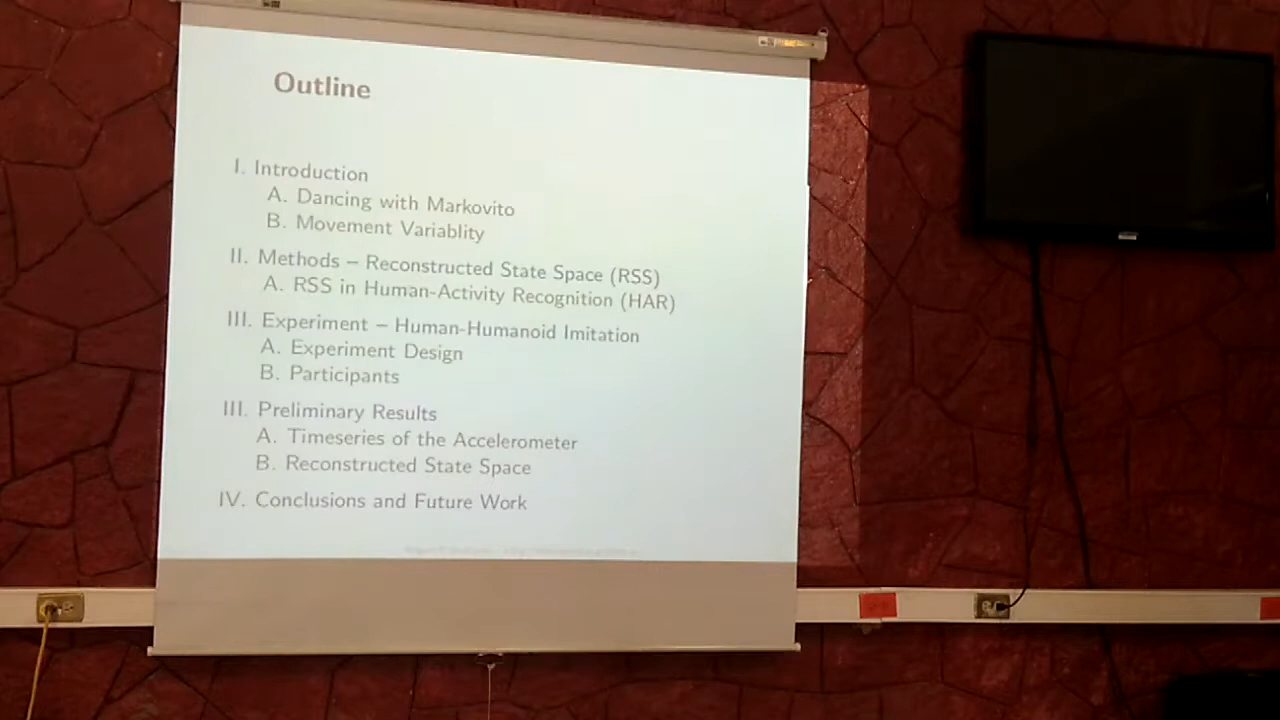 Outline
I. Introduction
A. Dancing with Markovito
B. Movement Variablity
II. Methods – Reconstructed State Space (RSS)
A. RSS in Human-Activity Recognition (HAR)
III. Experiment – Human-Humanoid Imitation
A. Experiment Design
B. Participants
III. Preliminary Results
A. Timeseries of the Accelerometer
B. Reconstructed State Space
IV. Conclusions and Future Work